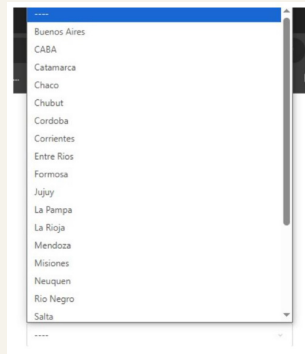 ----
Buenos Aires
CABA
Catamarca
Chaco
Chubut
Cordoba
Corrientes
Entre Rios
Formosa
Jujuy
La Pampa
La Rioja
Mendoza
Misiones
Neuquen
Rio Negro
Salta
----